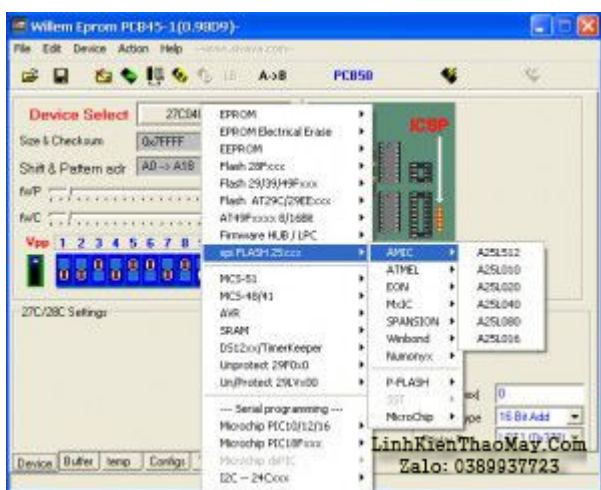 Willem Eprom PCB45-1(0.98D9)-
File Edit Device Action Help
A->B PCB50
Device Select 27C04
Size & Checksum 0x7FFFF
Shift & Pattern adr A0 -> A18
twP
twC
Vpp 1 2 3 4 5 6 7 8
27C/28C Settings
Device Buffer temp Configs
EPROM
EPROM Electrical Erase
EEPROM
Flash 28Fxxx
Flash 29/39/49Fxxx
Flash AT29C/29EExxx
AT49Fxxxx 8/16Bit
Firmware HUB / LPC
spi FLASH 25xxx
MCS-51
MCS-48/41
AVR
SRAM
DS12xx/TimerKeeper
Unprotect 29F0x0
Un/Protect 29LVx00
--- Serial programming ---
Microchip PIC10/12/16
Microchip PIC18Fxxx
Microchip dsPIC
I2C -- 24Cxxx
AMIC
ATMEL
EON
MxIC
SPANSION
Winbond
Numonyx
P-FLASH
SST
MicroChip
A25L512
A25L010
A25L020
A25L040
A25L080
A25L016
ICSP
0
16 Bit Add
LinhKienThaoMay.Com
Zalo: 0389937723